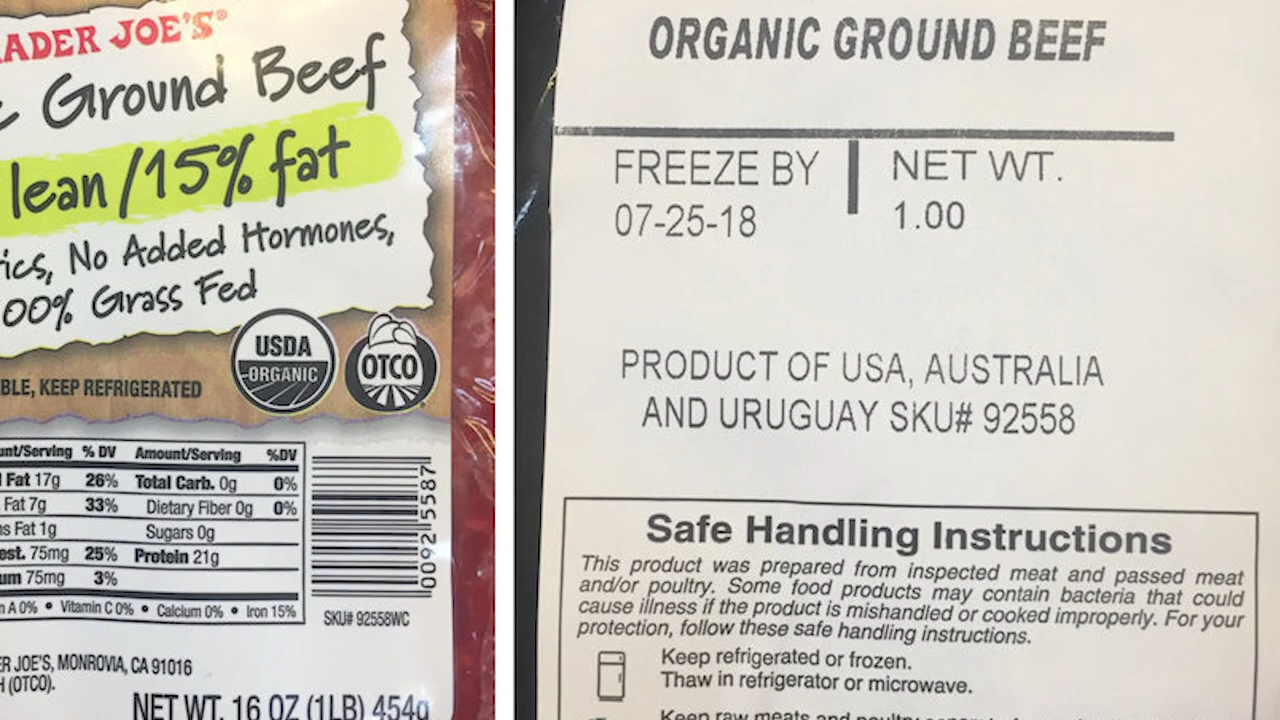 ADER JOE'S®
Ground Beef
lean/15% fat
ics, No Added Hormones,
00% Grass Fed
USDA
ORGANIC
OTCO
BLE, KEEP REFRIGERATED
unt/Serving % DV Amount/Serving %DV
Fat 17g 26% Total Carb. 0g 0%
Fat 7g 33% Dietary Fiber 0g 0%
ns Fat 1g Sugars 0g
est. 75mg 25% Protein 21g
um 75mg 3%
n A 0% • Vitamin C 0% • Calcium 0% • Iron 15%
0092 5587
SKU# 92558WC
ER JOE'S, MONROVIA, CA 91016
H (OTCO).
NET WT. 16 OZ (1LB) 454g
ORGANIC GROUND BEEF
FREEZE BY NET WT.
07-25-18 1.00
PRODUCT OF USA, AUSTRALIA
AND URUGUAY SKU# 92558
Safe Handling Instructions
This product was prepared from inspected meat and passed meat
and/or poultry. Some food products may contain bacteria that could
cause illness if the product is mishandled or cooked improperly. For your
protection, follow these safe handling instructions.
Keep refrigerated or frozen.
Thaw in refrigerator or microwave.
Keep raw meats and poultry